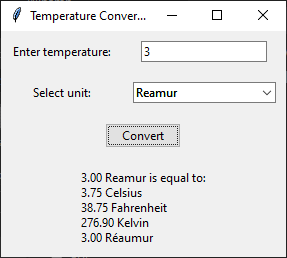 Temperature Conver...
Enter temperature: 3
Select unit: Reamur
Convert
3.00 Reamur is equal to:
3.75 Celsius
38.75 Fahrenheit
276.90 Kelvin
3.00 Réaumur